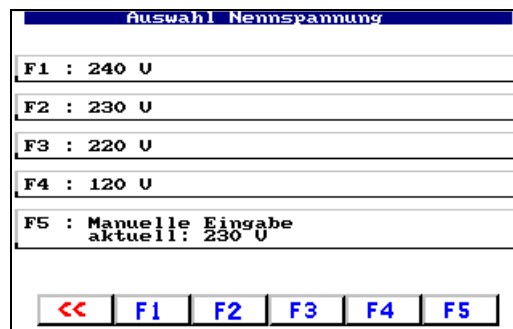 Auswahl Nennspannung
F1 : 240 V
F2 : 230 V
F3 : 220 V
F4 : 120 V
F5 : Manuelle Eingabe
aktuell: 230 V
<< F1 F2 F3 F4 F5